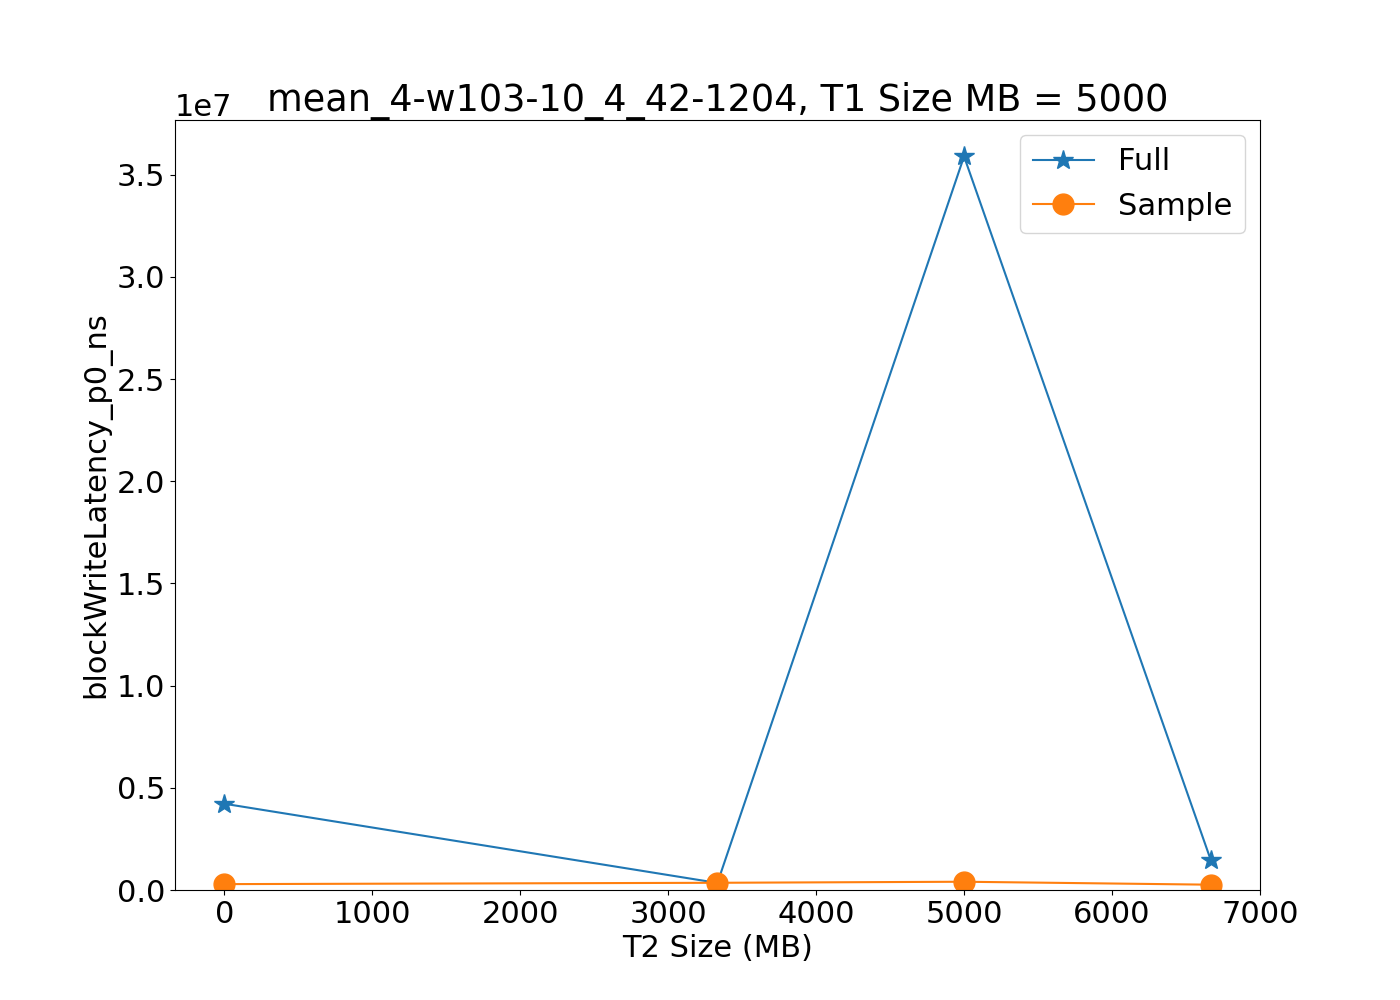 1e7
mean_4-w103-10_4_42-1204, T1 Size MB = 5000
Full
Sample
3.5
3.0
2.5
2.0
1.5
1.0
0.5
0.0
blockWriteLatency_p0_ns
0 1000 2000 3000 4000 5000 6000 7000
T2 Size (MB)